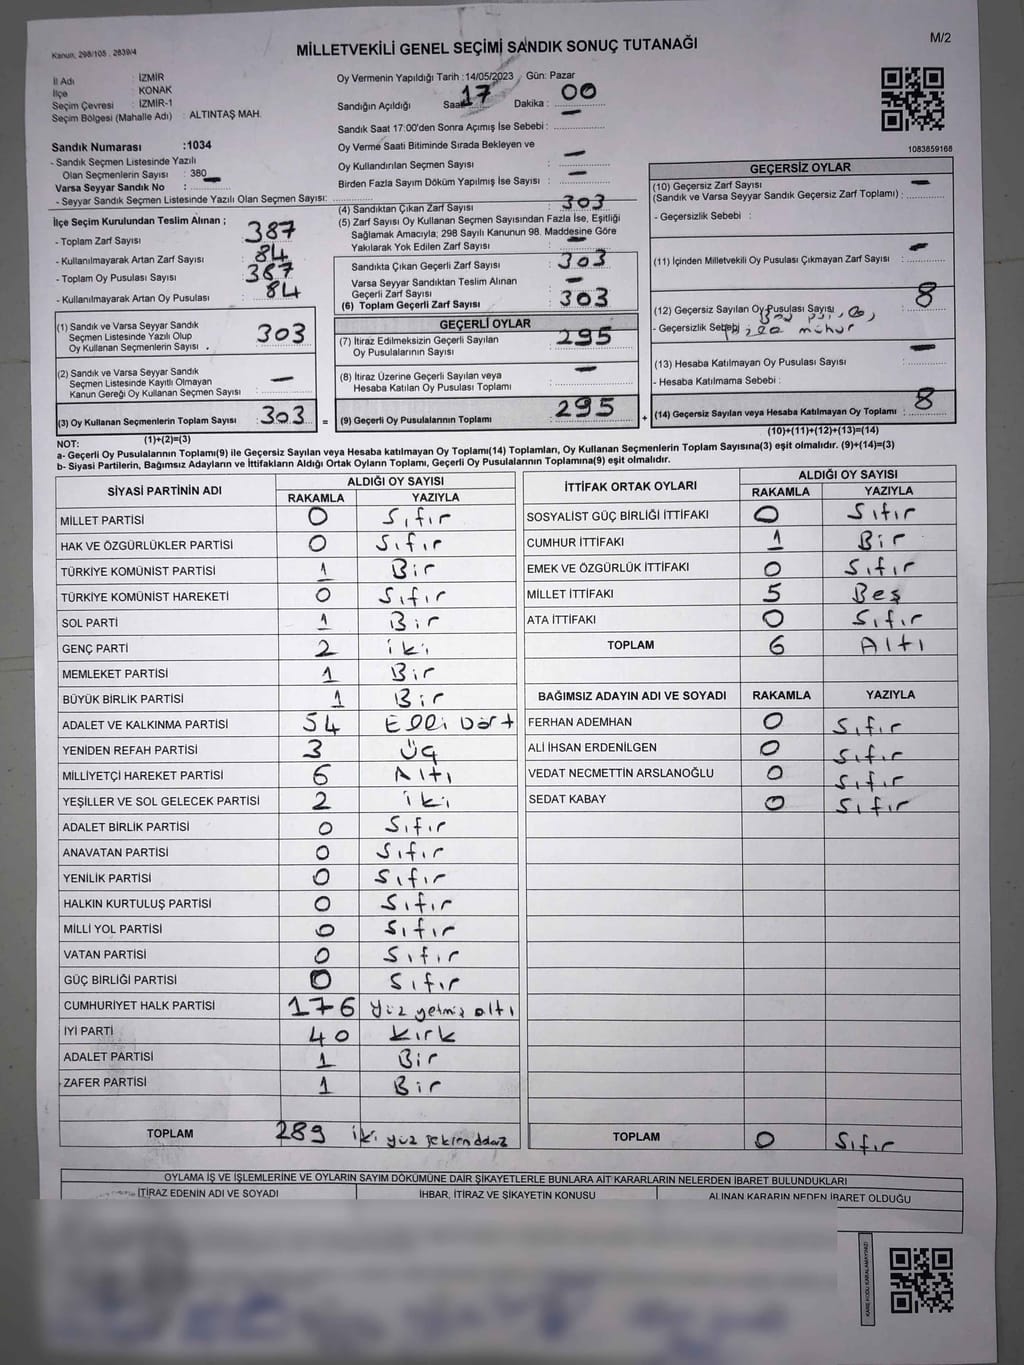 Kanun, 298/105 , 2839/4
MİLLETVEKİLİ GENEL SEÇİMİ SANDIK SONUÇ TUTANAĞI
M/2
İl Adı : İZMİR
İlçe : KONAK
Seçim Çevresi : İZMİR-1
Seçim Bölgesi (Mahalle Adı) : ALTINTAŞ MAH.
Sandık Numarası :1034
- Sandık Seçmen Listesinde Yazılı
Olan Seçmenlerin Sayısı : 380
Varsa Seyyar Sandık No :
- Seyyar Sandık Seçmen Listesinde Yazılı Olan Seçmen Sayısı:
Oy Vermenin Yapıldığı Tarih :14/05/2023 Gün: Pazar
Sandığın Açıldığı Saat: 17 Dakika : 00
Sandık Saat 17:00'den Sonra Açımış İse Sebebi :
Oy Verme Saati Bitiminde Sırada Bekleyen ve
Oy Kullandırılan Seçmen Sayısı : —
Birden Fazla Sayım Döküm Yapılmış İse Sayısı : —
1083859168
İlçe Seçim Kurulundan Teslim Alınan ;
- Toplam Zarf Sayısı : 387
- Kullanılmayarak Artan Zarf Sayısı : 84
- Toplam Oy Pusulası Sayısı : 387
- Kullanılmayarak Artan Oy Pusulası : 84
(4) Sandıktan Çıkan Zarf Sayısı : 303
(5) Zarf Sayısı Oy Kullanan Seçmen Sayısından Fazla İse, Eşitliği
Sağlamak Amacıyla; 298 Sayılı Kanunun 98. Maddesine Göre
Yakılarak Yok Edilen Zarf Sayısı : —
Sandıkta Çıkan Geçerli Zarf Sayısı : 303
Varsa Seyyar Sandıktan Teslim Alınan
Geçerli Zarf Sayısı : —
(6) Toplam Geçerli Zarf Sayısı : 303
GEÇERSİZ OYLAR
(10) Geçersiz Zarf Sayısı
(Sandık ve Varsa Seyyar Sandık Geçersiz Zarf Toplamı) : —
- Geçersizlik Sebebi :
(11) İçinden Milletvekili Oy Pusulası Çıkmayan Zarf Sayısı : —
(12) Geçersiz Sayılan Oy Pusulası Sayısı : 8
- Geçersizlik Sebebi mühür
(13) Hesaba Katılmayan Oy Pusulası Sayısı : —
- Hesaba Katılmama Sebebi :
(14) Geçersiz Sayılan veya Hesaba Katılmayan Oy Toplamı : 8
(10)+(11)+(12)+(13)=(14)
(1) Sandık ve Varsa Seyyar Sandık
Seçmen Listesinde Yazılı Olup
Oy Kullanan Seçmenlerin Sayısı : 303
(2) Sandık ve Varsa Seyyar Sandık
Seçmen Listesinde Kayıtlı Olmayan
Kanun Gereği Oy Kullanan Seçmen Sayısı : —
(3) Oy Kullanan Seçmenlerin Toplam Sayısı : 303 =
(1)+(2)=(3)
GEÇERLİ OYLAR
(7) İtiraz Edilmeksizin Geçerli Sayılan
Oy Pusulalarının Sayısı : 295
(8) İtiraz Üzerine Geçerli Sayılan veya
Hesaba Katılan Oy Pusulası Toplamı : —
(9) Geçerli Oy Pusulalarının Toplamı : 295 +
NOT:
a- Geçerli Oy Pusulalarının Toplamı(9) ile Geçersiz Sayılan veya Hesaba katılmayan Oy Toplamı(14) Toplamları, Oy Kullanan Seçmenlerin Toplam Sayısına(3) eşit olmalıdır. (9)+(14)=(3)
b- Siyasi Partilerin, Bağımsız Adayların ve İttifakların Aldığı Ortak Oyların Toplamı, Geçerli Oy Pusulalarının Toplamına(9) eşit olmalıdır.
SİYASİ PARTİNİN ADI ALDIĞI OY SAYISI
RAKAMLA YAZIYLA
MİLLET PARTİSİ 0 Sıfır
HAK VE ÖZGÜRLÜKLER PARTİSİ 0 Sıfır
TÜRKİYE KOMÜNİST PARTİSİ 1 Bir
TÜRKİYE KOMÜNİST HAREKETİ 0 Sıfır
SOL PARTİ 1 Bir
GENÇ PARTİ 2 iki
MEMLEKET PARTİSİ 1 Bir
BÜYÜK BİRLİK PARTİSİ 1 Bir
ADALET VE KALKINMA PARTİSİ 54 Elli Dört
YENİDEN REFAH PARTİSİ 3 Üç
MİLLİYETÇİ HAREKET PARTİSİ 6 Altı
YEŞİLLER VE SOL GELECEK PARTİSİ 2 iki
ADALET BİRLİK PARTİSİ 0 Sıfır
ANAVATAN PARTİSİ 0 Sıfır
YENİLİK PARTİSİ 0 Sıfır
HALKIN KURTULUŞ PARTİSİ 0 Sıfır
MİLLİ YOL PARTİSİ 0 Sıfır
VATAN PARTİSİ 0 Sıfır
GÜÇ BİRLİĞİ PARTİSİ 0 Sıfır
CUMHURİYET HALK PARTİSİ 176 Yüz yetmiş altı
İYİ PARTİ 40 Kırk
ADALET PARTİSİ 1 Bir
ZAFER PARTİSİ 1 Bir
TOPLAM 289 iki yüz
İTTİFAK ORTAK OYLARI ALDIĞI OY SAYISI
RAKAMLA YAZIYLA
SOSYALİST GÜÇ BİRLİĞİ İTTİFAKI 0 Sıfır
CUMHUR İTTİFAKI 1 Bir
EMEK VE ÖZGÜRLÜK İTTİFAKI 0 Sıfır
MİLLET İTTİFAKI 5 Beş
ATA İTTİFAKI 0 Sıfır
TOPLAM 6 Altı
BAĞIMSIZ ADAYIN ADI VE SOYADI RAKAMLA YAZIYLA
FERHAN ADEMHAN 0 Sıfır
ALİ İHSAN ERDENİLGEN 0 Sıfır
VEDAT NECMETTİN ARSLANOĞLU 0 Sıfır
SEDAT KABAY 0 Sıfır
TOPLAM 0 Sıfır
OYLAMA İŞ VE İŞLEMLERİNE VE OYLARIN SAYIM DÖKÜMÜNE DAİR ŞİKAYETLERLE BUNLARA AİT KARARLARIN NELERDEN İBARET BULUNDUKLARI
İTİRAZ EDENİN ADI VE SOYADI İHBAR, İTİRAZ VE ŞİKAYETİN KONUSU ALINAN KARARIN NEDEN İBARET OLDUĞU
KAREKODU KARALAMAYINIZ!